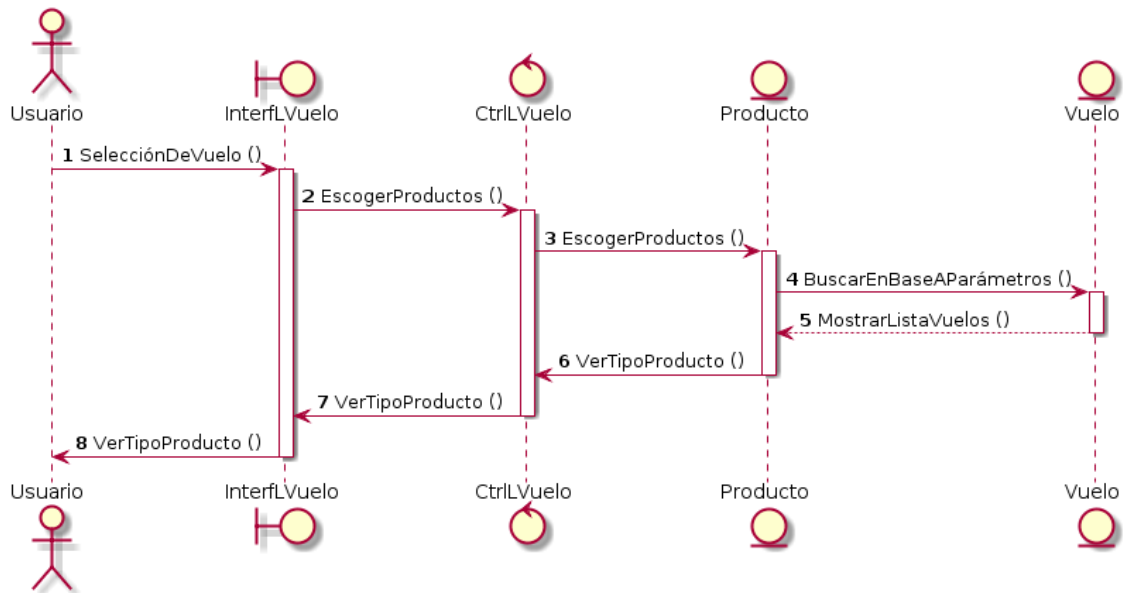 Usuario
InterfLVuelo
CtrlLVuelo
Producto
Vuelo
1 SelecciónDeVuelo ()
2 EscogerProductos ()
3 EscogerProductos ()
4 BuscarEnBaseAParámetros ()
5 MostrarListaVuelos ()
6 VerTipoProducto ()
7 VerTipoProducto ()
8 VerTipoProducto ()
Usuario
InterfLVuelo
CtrlLVuelo
Producto
Vuelo